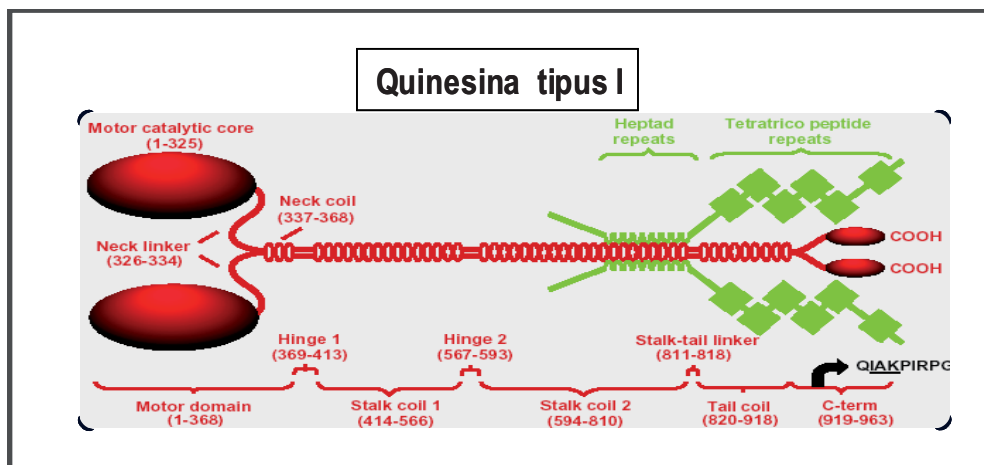 Quinesina tipus I
Motor catalytic core
(1-325)
Heptad
repeats
Tetratrico peptide
repeats
Neck coil
(337-368)
Neck linker
(326-334)
COOH
COOH
Hinge 1
(369-413)
Hinge 2
(567-593)
Stalk-tail linker
(811-818)
QIAKPIRPG
Motor domain
(1-368)
Stalk coil 1
(414-566)
Stalk coil 2
(594-810)
Tail coil
(820-918)
C-term
(919-963)